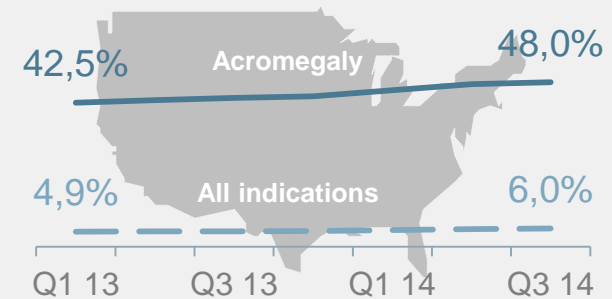 48,0%
42,5%
Acromegaly
4,9%
All indications
6,0%
Q1 13
Q3 13
Q1 14
Q3 14